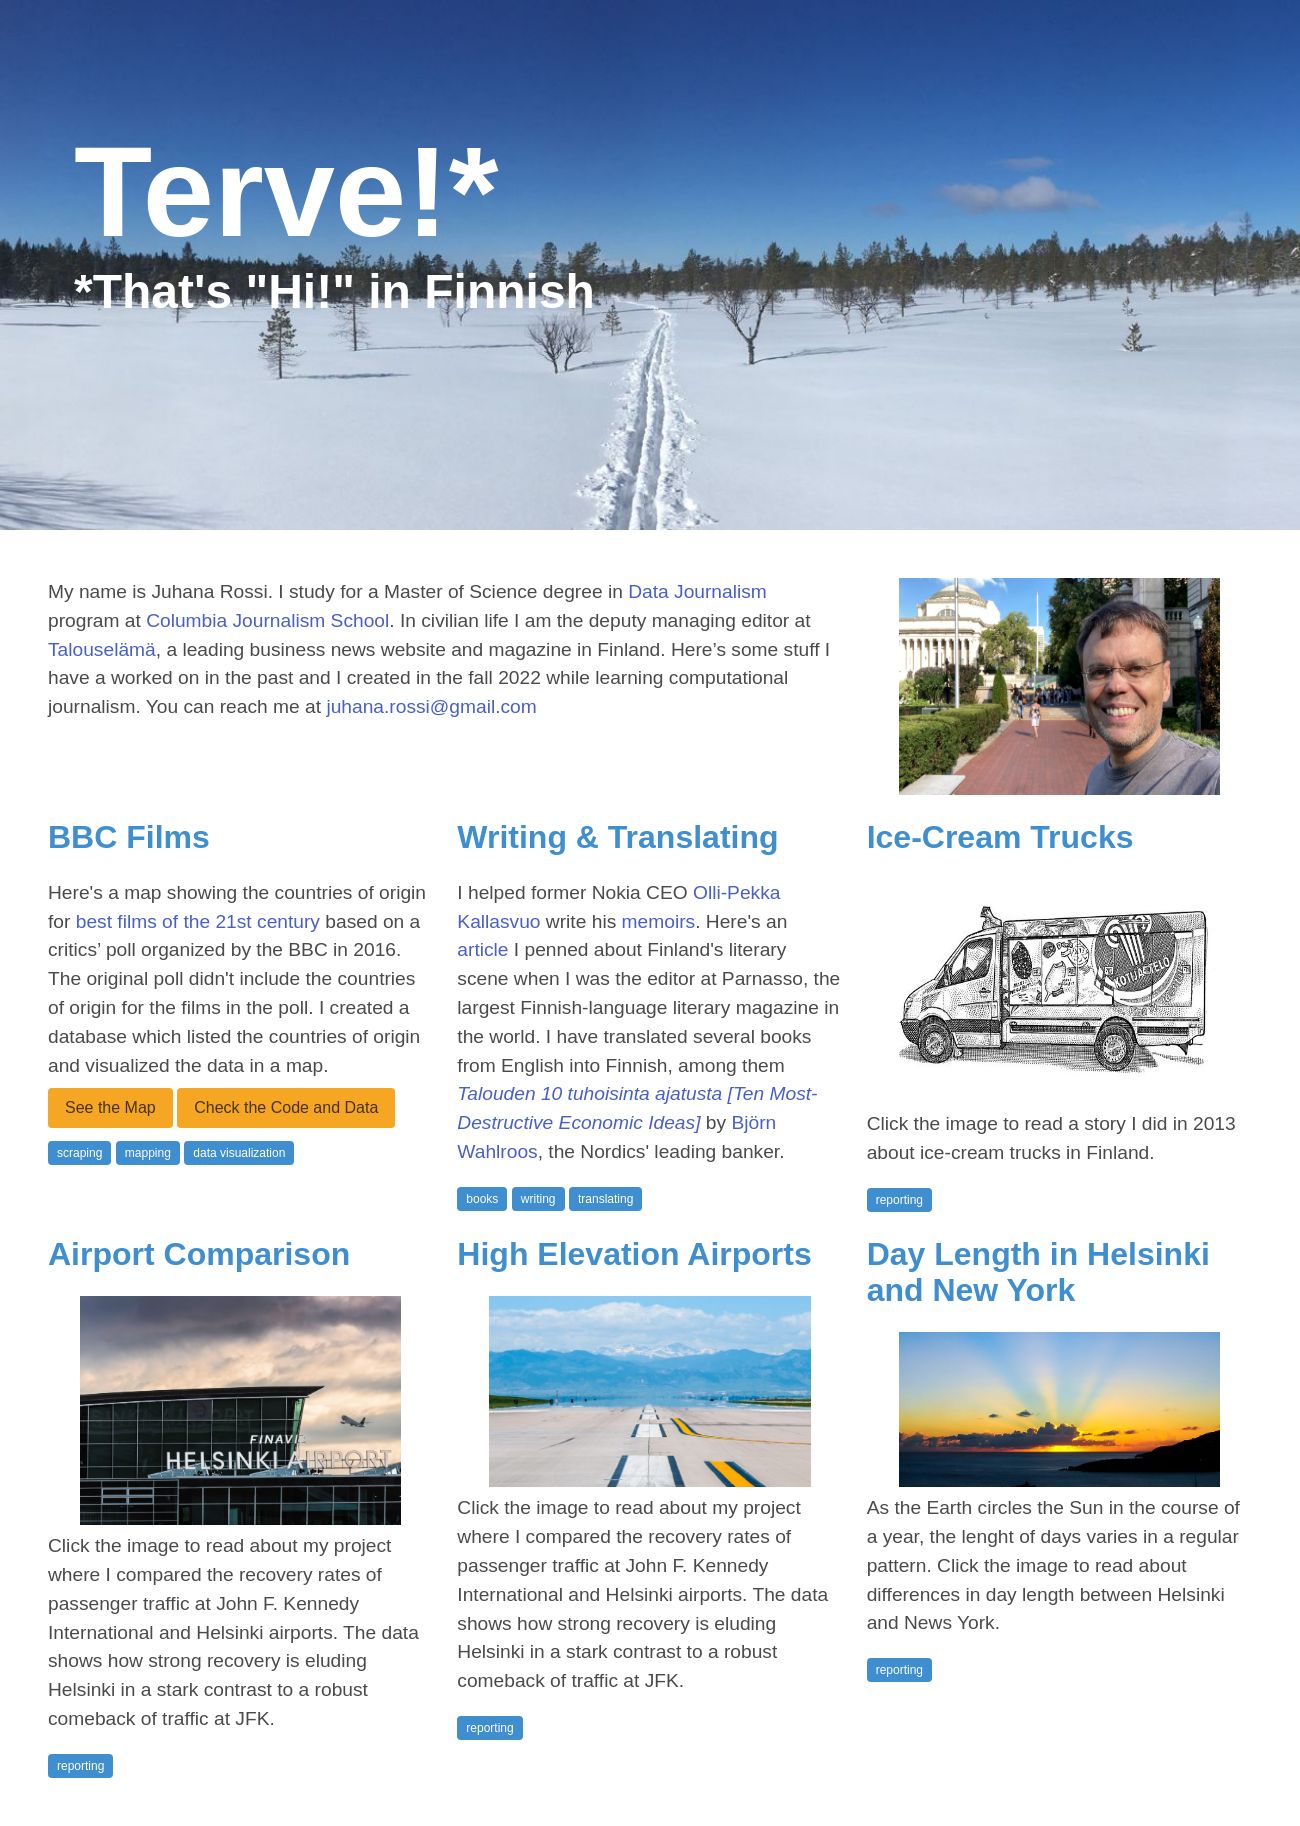 Terve!*
*That's "Hi!" in Finnish
My name is Juhana Rossi. I study for a Master of Science degree in Data Journalism
program at Columbia Journalism School. In civilian life I am the deputy managing editor at
Talouselämä, a leading business news website and magazine in Finland. Here’s some stuff I
have a worked on in the past and I created in the fall 2022 while learning computational
journalism. You can reach me at juhana.rossi@gmail.com
BBC Films
Here's a map showing the countries of origin
for best films of the 21st century based on a
critics’ poll organized by the BBC in 2016.
The original poll didn't include the countries
of origin for the films in the poll. I created a
database which listed the countries of origin
and visualized the data in a map.
See the Map
Check the Code and Data
scraping
mapping
data visualization
Writing & Translating
I helped former Nokia CEO Olli-Pekka
Kallasvuo write his memoirs. Here's an
article I penned about Finland's literary
scene when I was the editor at Parnasso, the
largest Finnish-language literary magazine in
the world. I have translated several books
from English into Finnish, among them
Talouden 10 tuhoisinta ajatusta [Ten Most-
Destructive Economic Ideas] by Björn
Wahlroos, the Nordics' leading banker.
books
writing
translating
Ice-Cream Trucks
Click the image to read a story I did in 2013
about ice-cream trucks in Finland.
reporting
Airport Comparison
FINAVIA
HELSINKI AIRPORT
Click the image to read about my project
where I compared the recovery rates of
passenger traffic at John F. Kennedy
International and Helsinki airports. The data
shows how strong recovery is eluding
Helsinki in a stark contrast to a robust
comeback of traffic at JFK.
reporting
High Elevation Airports
Click the image to read about my project
where I compared the recovery rates of
passenger traffic at John F. Kennedy
International and Helsinki airports. The data
shows how strong recovery is eluding
Helsinki in a stark contrast to a robust
comeback of traffic at JFK.
reporting
Day Length in Helsinki
and New York
As the Earth circles the Sun in the course of
a year, the lenght of days varies in a regular
pattern. Click the image to read about
differences in day length between Helsinki
and News York.
reporting